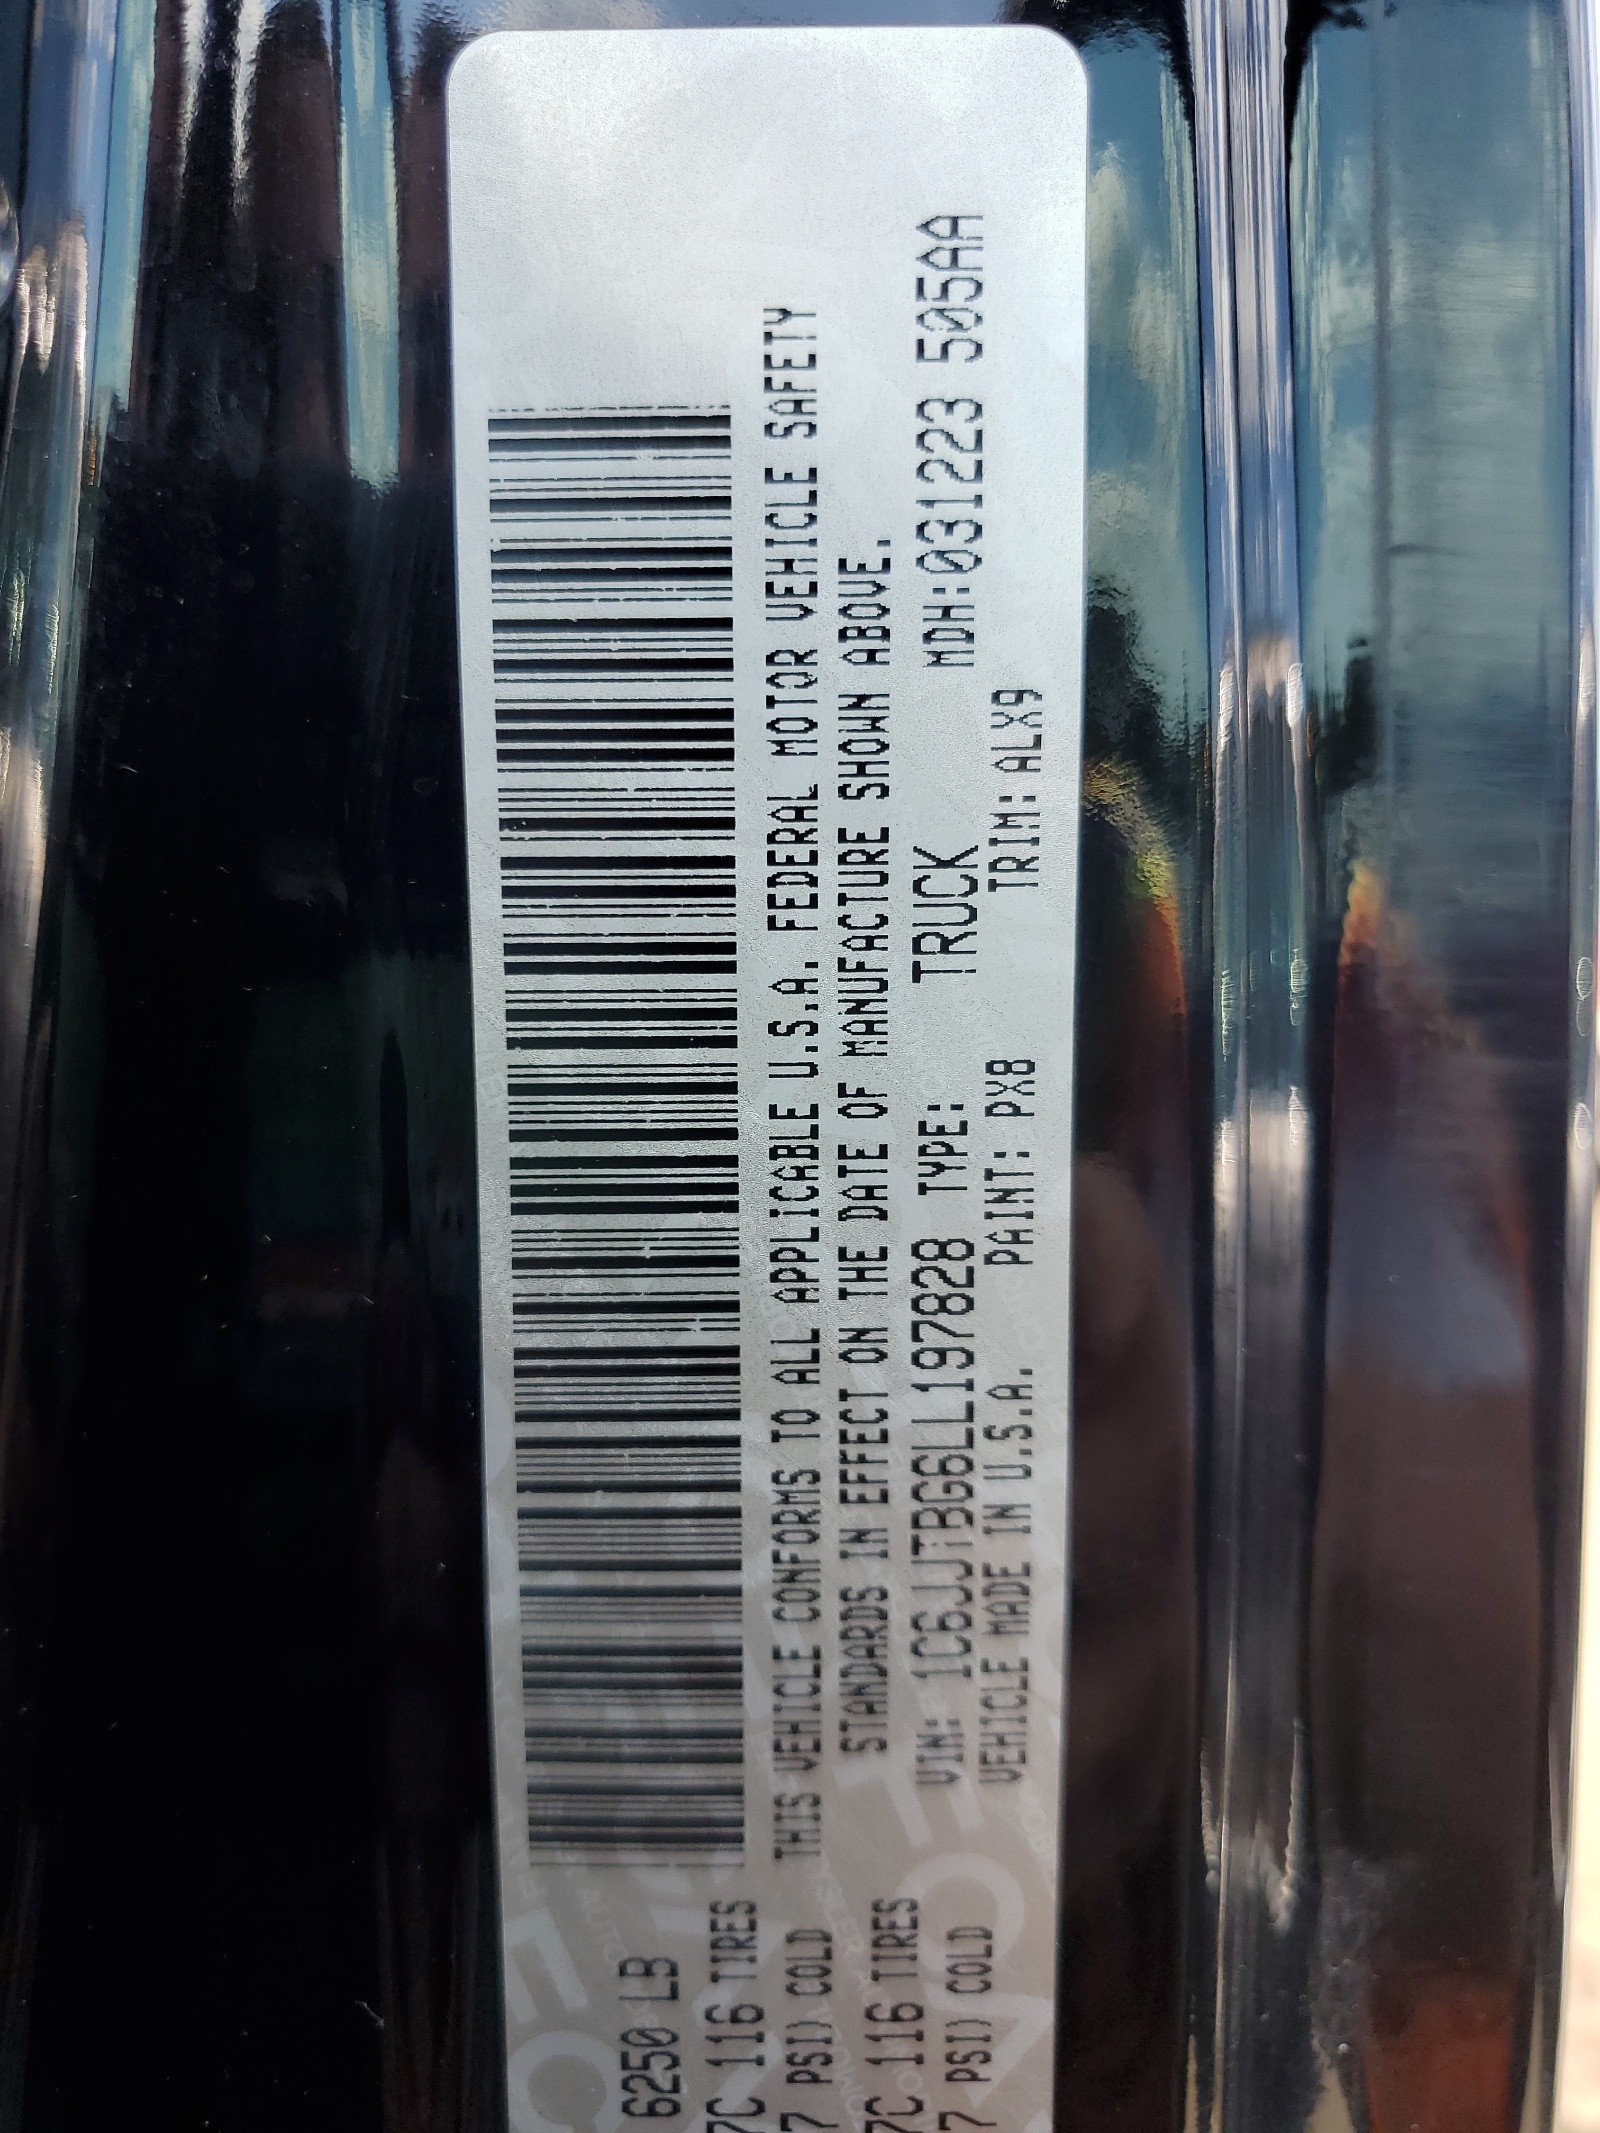 6250 LB
7C 116 TIRES
7 PSI) COLD
7C 116 TIRES
7 PSI) COLD
THIS VEHICLE CONFORMS TO ALL APPLICABLE U.S.A. FEDERAL MOTOR VEHICLE SAFETY
STANDARDS IN EFFECT ON THE DATE OF MANUFACTURE SHOWN ABOVE.
VIN: 1C6JJTBG6LL197828 TYPE: TRUCK MDH:031223 505AA
VEHICLE MADE IN U.S.A. PAINT: PX8 TRIM: ALX9